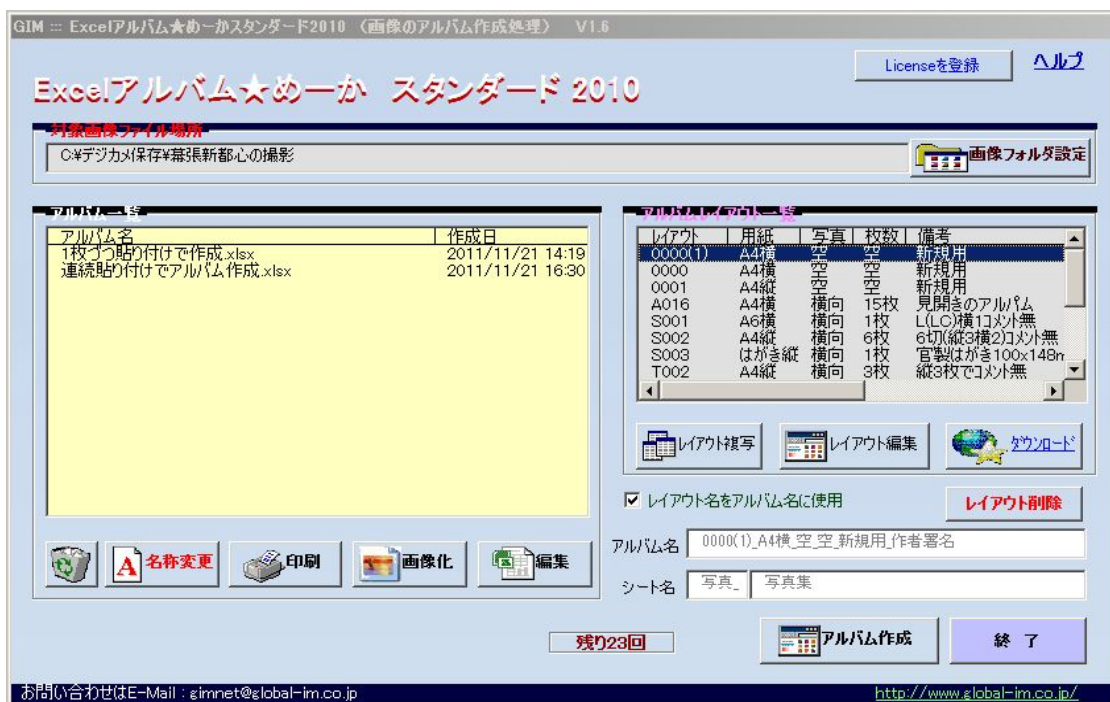 GIM ::: Excelアルバム★めーかスタンダード2010 (画像のアルバム作成処理) V1.6
Licenseを登録 ヘルプ
Excelアルバム★めーか スタンダード 2010
対象画像ファイル場所
C:¥デジカメ保存¥幕張新都心の撮影
画像フォルダ設定
アルバム一覧
アルバム名 作成日
1枚づつ貼り付けで作成.xlsx 2011/11/21 14:19
連続貼り付けでアルバム作成.xlsx 2011/11/21 16:30
アルバムレイアウト一覧
レイアウト 用紙 写真 枚数 備考
0000(1) A4横 空 空 新規用
0000 A4横 空 空 新規用
0001 A4縦 空 空 新規用
A016 A4横 横向 15枚 見開きのアルバム
S001 A6横 横向 1枚 L(LC)横1コメント無
S002 A4縦 横向 6枚 6切(縦3横2)コメント無
S003 はがき縦 横向 1枚 官製はがき100x148m
T002 A4縦 横向 3枚 縦3枚でコメント無
レイアウト複写 レイアウト編集 ダウンロード
レイアウト名をアルバム名に使用 レイアウト削除
アルバム名 0000(1)_A4横_空_空_新規用_作者署名
シート名 写真_ 写真集
名称変更 印刷 画像化 編集
残り23回 アルバム作成 終 了
お問い合わせはE-Mail : gimnet@global-im.co.jp http://www.global-im.co.jp/